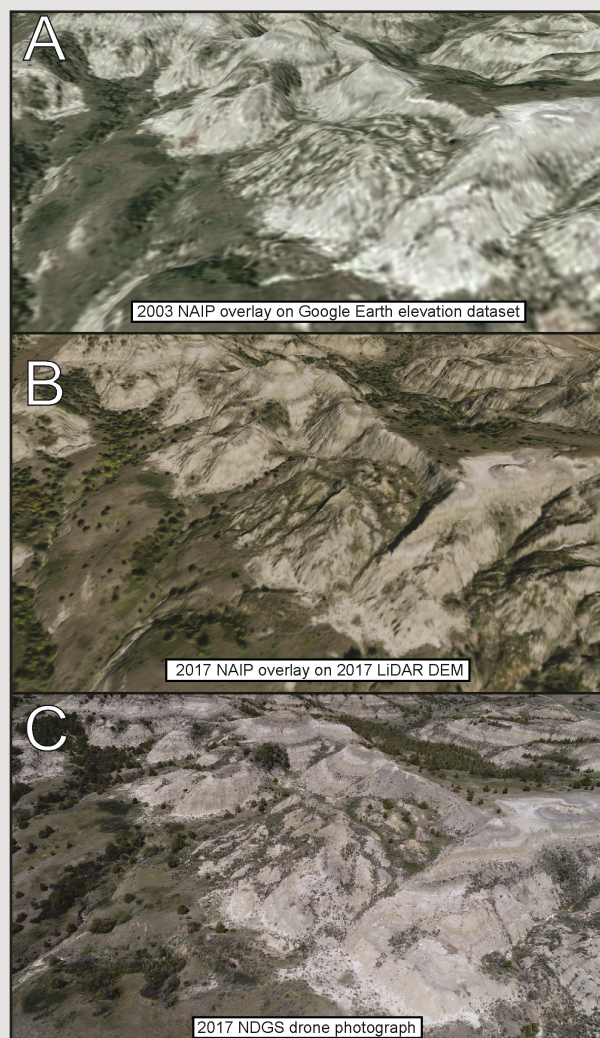 A
2003 NAIP overlay on Google Earth elevation dataset
B
2017 NAIP overlay on 2017 LiDAR DEM
C
2017 NDGS drone photograph